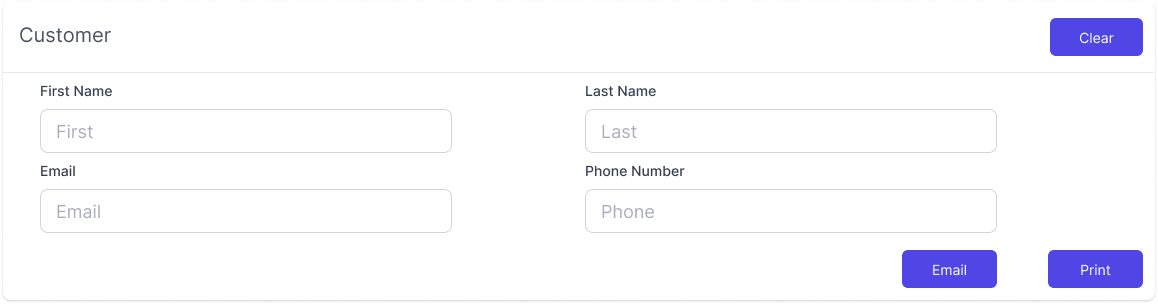 Customer
Clear
First Name
Last Name
First
Last
Email
Phone Number
Email
Phone
Email
Print